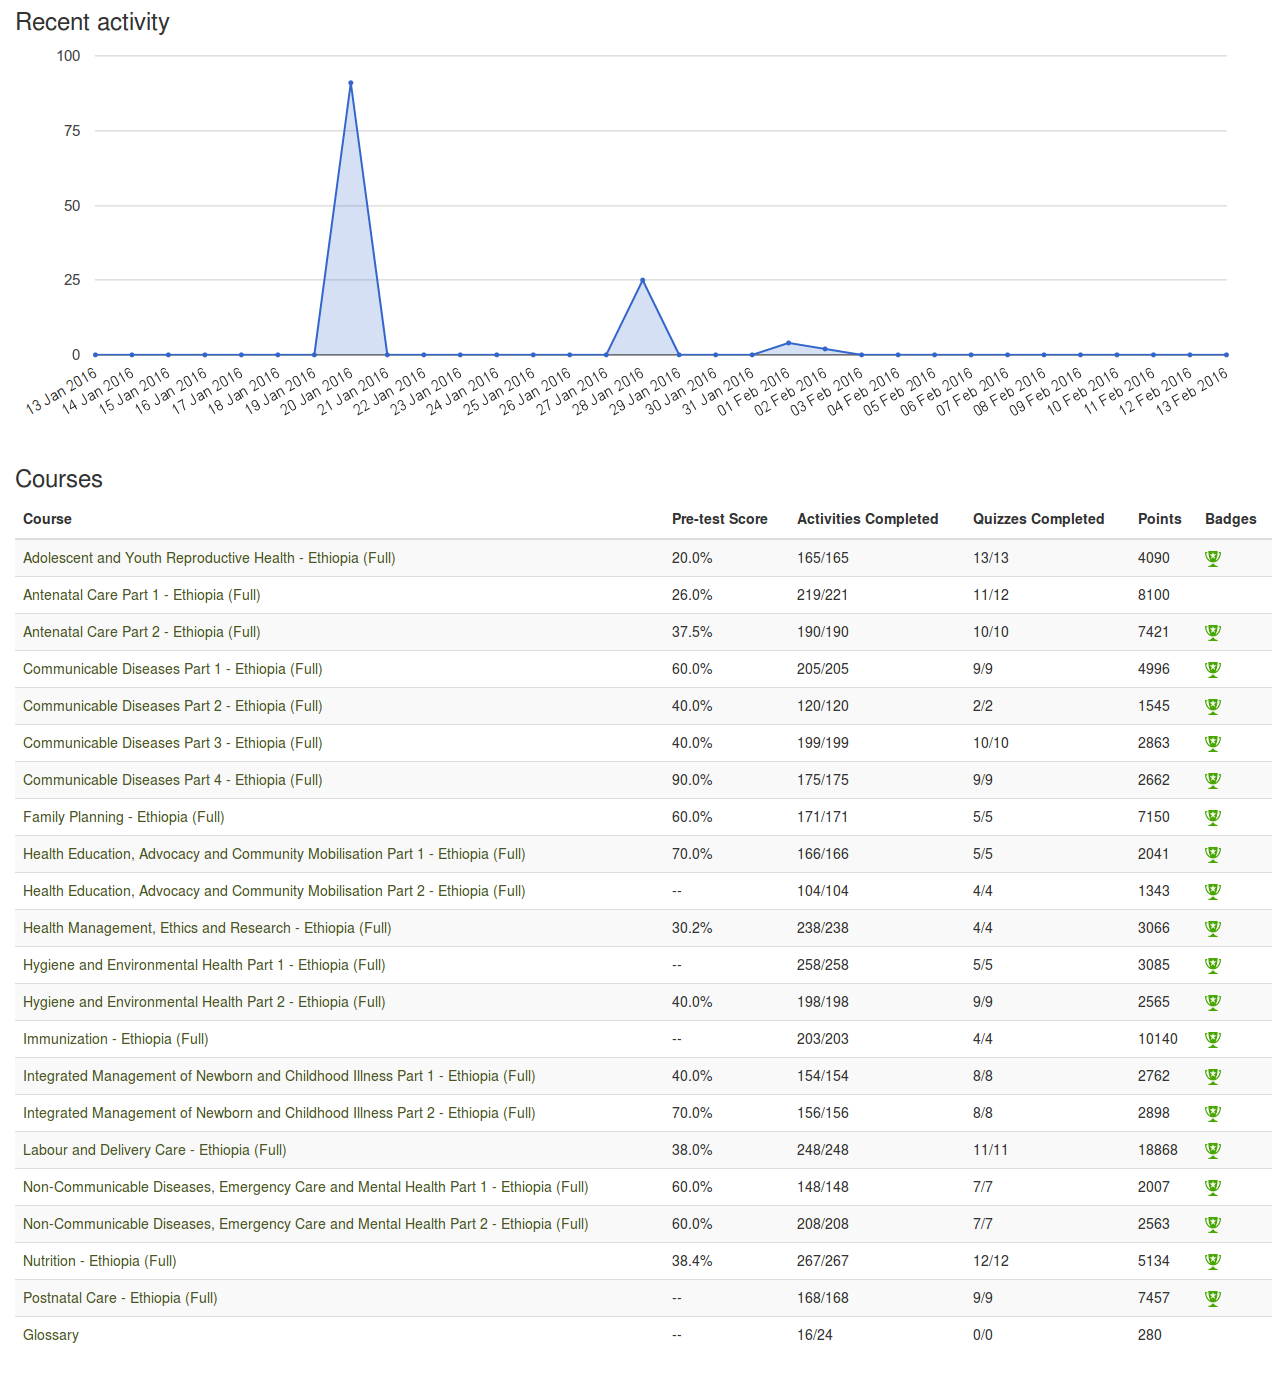 Recent activity
100
75
50
25
0
13 Jan 2016
14 Jan 2016
15 Jan 2016
16 Jan 2016
17 Jan 2016
18 Jan 2016
19 Jan 2016
20 Jan 2016
21 Jan 2016
22 Jan 2016
23 Jan 2016
24 Jan 2016
25 Jan 2016
26 Jan 2016
27 Jan 2016
28 Jan 2016
29 Jan 2016
30 Jan 2016
31 Jan 2016
01 Feb 2016
02 Feb 2016
03 Feb 2016
04 Feb 2016
05 Feb 2016
06 Feb 2016
07 Feb 2016
08 Feb 2016
09 Feb 2016
10 Feb 2016
11 Feb 2016
12 Feb 2016
13 Feb 2016
Courses
Course Pre-test Score Activities Completed Quizzes Completed Points Badges
Adolescent and Youth Reproductive Health - Ethiopia (Full) 20.0% 165/165 13/13 4090
Antenatal Care Part 1 - Ethiopia (Full) 26.0% 219/221 11/12 8100
Antenatal Care Part 2 - Ethiopia (Full) 37.5% 190/190 10/10 7421
Communicable Diseases Part 1 - Ethiopia (Full) 60.0% 205/205 9/9 4996
Communicable Diseases Part 2 - Ethiopia (Full) 40.0% 120/120 2/2 1545
Communicable Diseases Part 3 - Ethiopia (Full) 40.0% 199/199 10/10 2863
Communicable Diseases Part 4 - Ethiopia (Full) 90.0% 175/175 9/9 2662
Family Planning - Ethiopia (Full) 60.0% 171/171 5/5 7150
Health Education, Advocacy and Community Mobilisation Part 1 - Ethiopia (Full) 70.0% 166/166 5/5 2041
Health Education, Advocacy and Community Mobilisation Part 2 - Ethiopia (Full) -- 104/104 4/4 1343
Health Management, Ethics and Research - Ethiopia (Full) 30.2% 238/238 4/4 3066
Hygiene and Environmental Health Part 1 - Ethiopia (Full) -- 258/258 5/5 3085
Hygiene and Environmental Health Part 2 - Ethiopia (Full) 40.0% 198/198 9/9 2565
Immunization - Ethiopia (Full) -- 203/203 4/4 10140
Integrated Management of Newborn and Childhood Illness Part 1 - Ethiopia (Full) 40.0% 154/154 8/8 2762
Integrated Management of Newborn and Childhood Illness Part 2 - Ethiopia (Full) 70.0% 156/156 8/8 2898
Labour and Delivery Care - Ethiopia (Full) 38.0% 248/248 11/11 18868
Non-Communicable Diseases, Emergency Care and Mental Health Part 1 - Ethiopia (Full) 60.0% 148/148 7/7 2007
Non-Communicable Diseases, Emergency Care and Mental Health Part 2 - Ethiopia (Full) 60.0% 208/208 7/7 2563
Nutrition - Ethiopia (Full) 38.4% 267/267 12/12 5134
Postnatal Care - Ethiopia (Full) -- 168/168 9/9 7457
Glossary -- 16/24 0/0 280